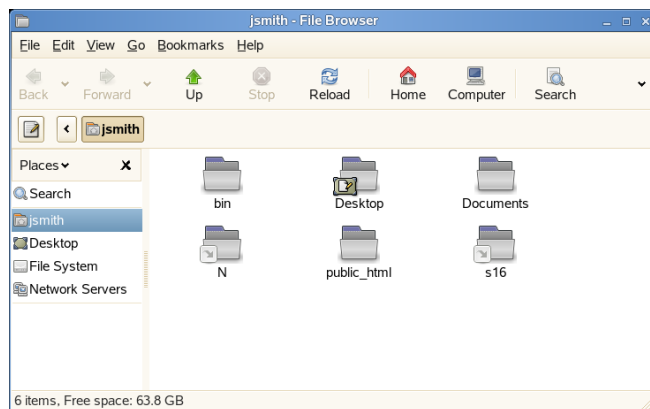 jsmith - File Browser
File Edit View Go Bookmarks Help
Back Forward Up Stop Reload Home Computer Search
jsmith
Places
Search
jsmith
Desktop
File System
Network Servers
bin Desktop Documents
N public_html s16
6 items, Free space: 63.8 GB